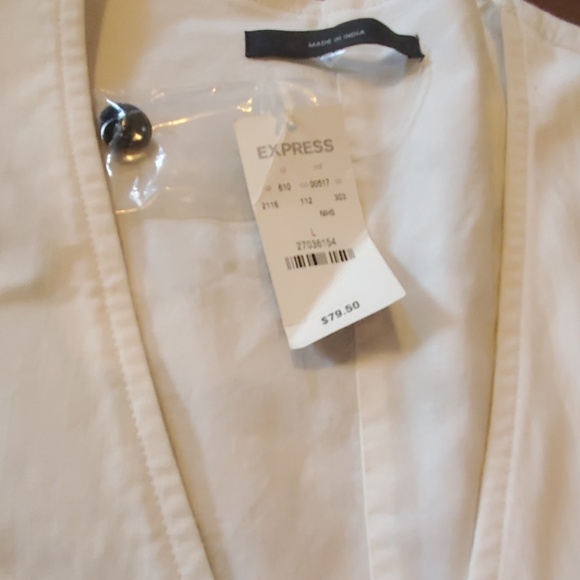 MADE IN INDIA
EXPRESS
610 00517
2116 112 303
NHS
L
27036154
$79.50